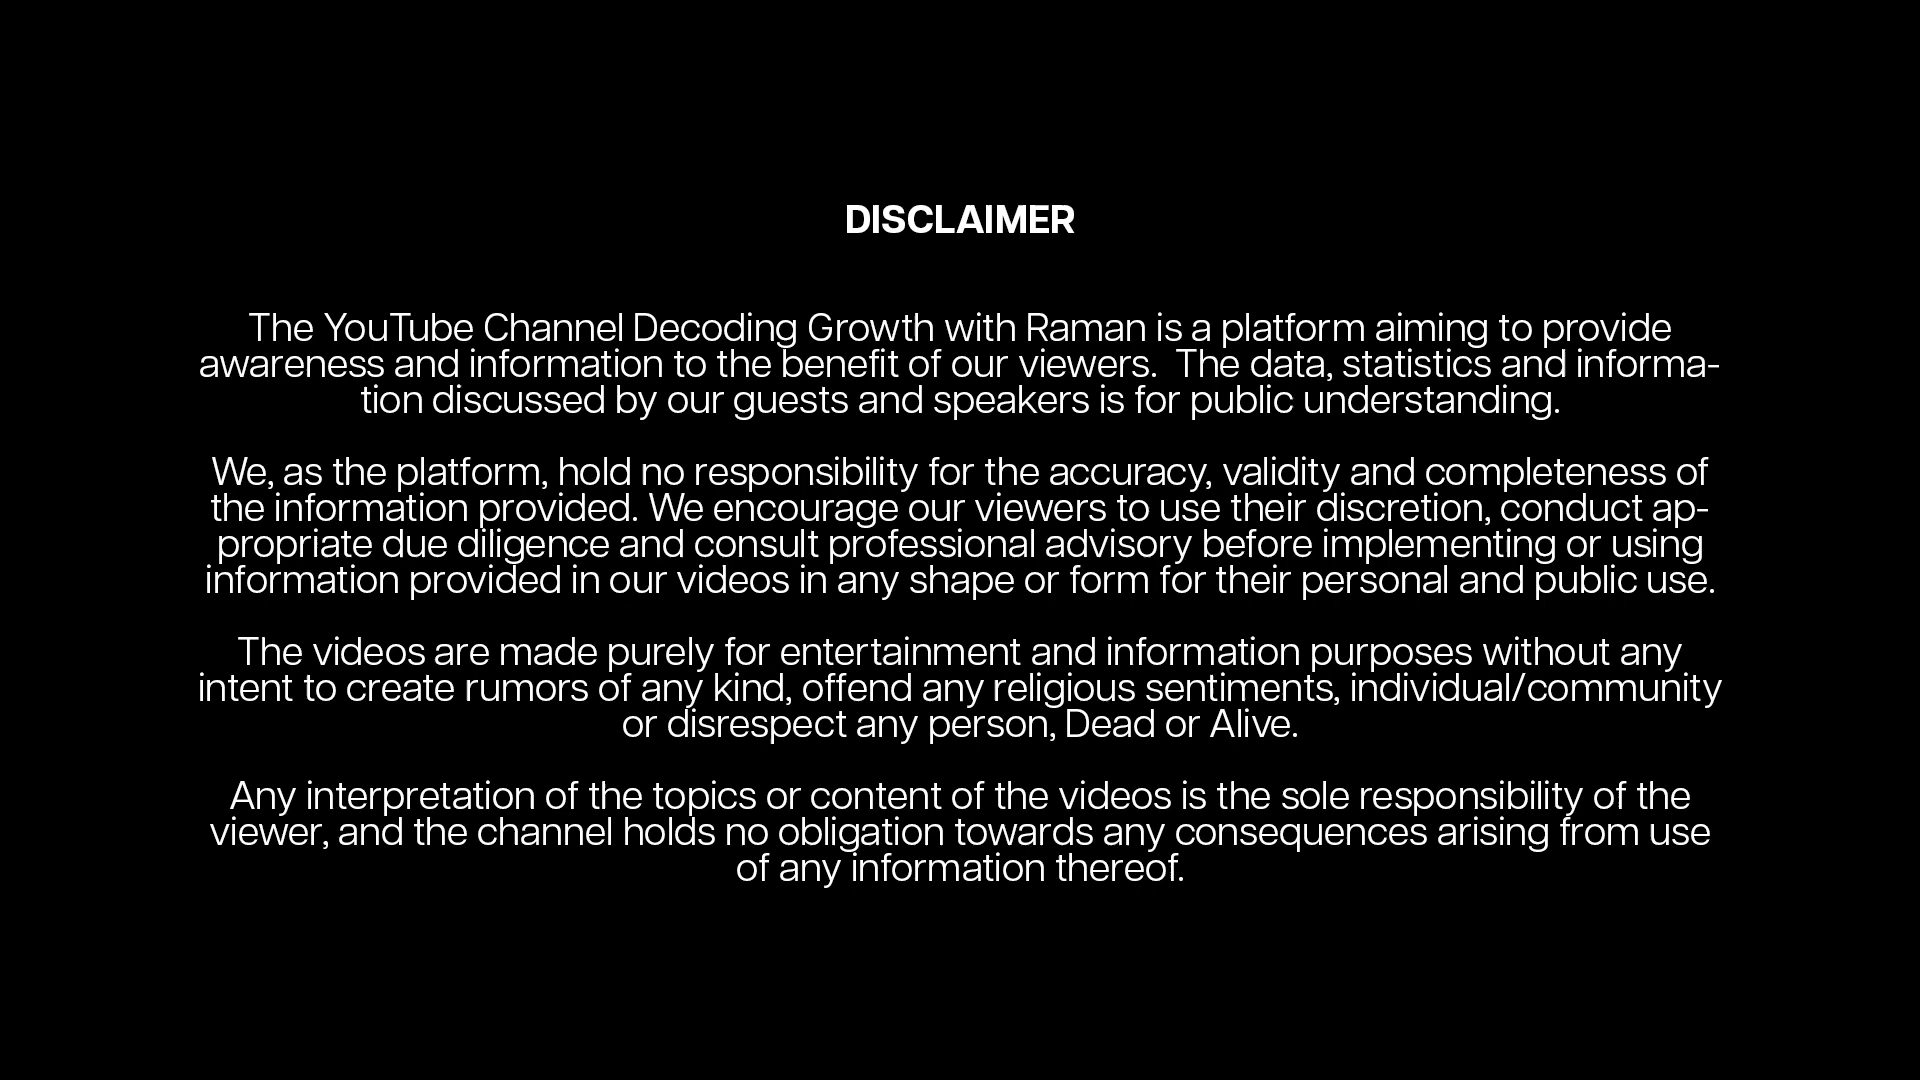 DISCLAIMER
The YouTube Channel Decoding Growth with Raman is a platform aiming to provide
awareness and information to the benefit of our viewers.  The data, statistics and informa-
tion discussed by our guests and speakers is for public understanding.
We, as the platform, hold no responsibility for the accuracy, validity and completeness of
the information provided. We encourage our viewers to use their discretion, conduct ap-
propriate due diligence and consult professional advisory before implementing or using
information provided in our videos in any shape or form for their personal and public use.
The videos are made purely for entertainment and information purposes without any
intent to create rumors of any kind, offend any religious sentiments, individual/community
or disrespect any person, Dead or Alive.
Any interpretation of the topics or content of the videos is the sole responsibility of the
viewer, and the channel holds no obligation towards any consequences arising from use
of any information thereof.